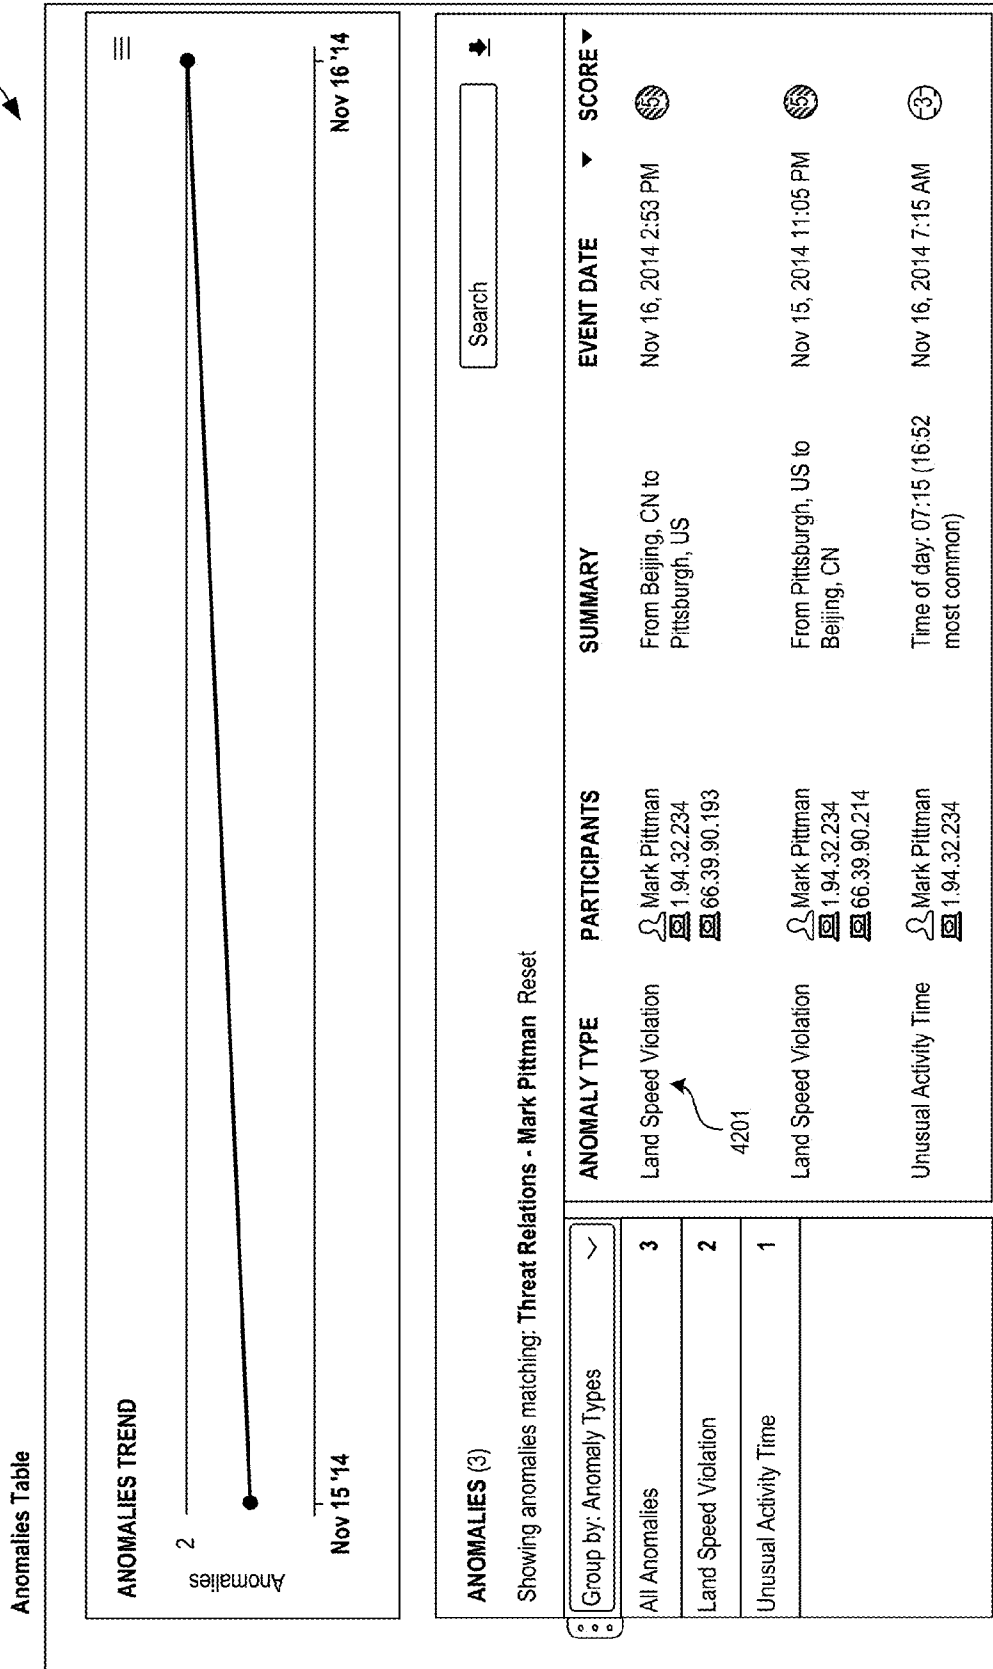 Anomalies Table
ANOMALIES TREND
Anomalies
2
Nov 15 '14
Nov 16 '14
ANOMALIES (3)
Search
Showing anomalies matching: Threat Relations - Mark Pittman Reset
Group by: Anomaly Types
All Anomalies 3
Land Speed Violation 2
Unusual Activity Time 1
ANOMALY TYPE PARTICIPANTS SUMMARY EVENT DATE SCORE
Land Speed Violation Mark Pittman From Beijing, CN to Nov 16, 2014 2:53 PM 5
1.94.32.234 Pittsburgh, US
66.39.90.193
4201
Land Speed Violation Mark Pittman From Pittsburgh, US to Nov 15, 2014 11:05 PM 5
1.94.32.234 Beijing, CN
66.39.90.214
Unusual Activity Time Mark Pittman Time of day: 07:15 (16:52 Nov 16, 2014 7:15 AM 3
1.94.32.234 most common)